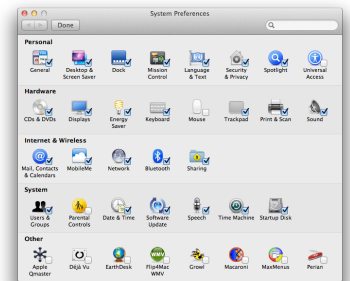 System Preferences
Done
Personal
General
Desktop &
Screen Saver
Dock
Mission
Control
Language
& Text
Security
& Privacy
Spotlight
Universal
Access
Hardware
CDs & DVDs
Displays
Energy
Saver
Keyboard
Mouse
Trackpad
Print & Scan
Sound
Internet & Wireless
Mail, Contacts
& Calendars
MobileMe
Network
Bluetooth
Sharing
System
Users &
Groups
Parental
Controls
Date & Time
Software
Update
Speech
Time Machine
Startup Disk
Other
Apple
Qmaster
Déjà Vu
EarthDesk
WMV
Flip4Mac
WMV
Growl
Macaroni
MaxMenus
Perian